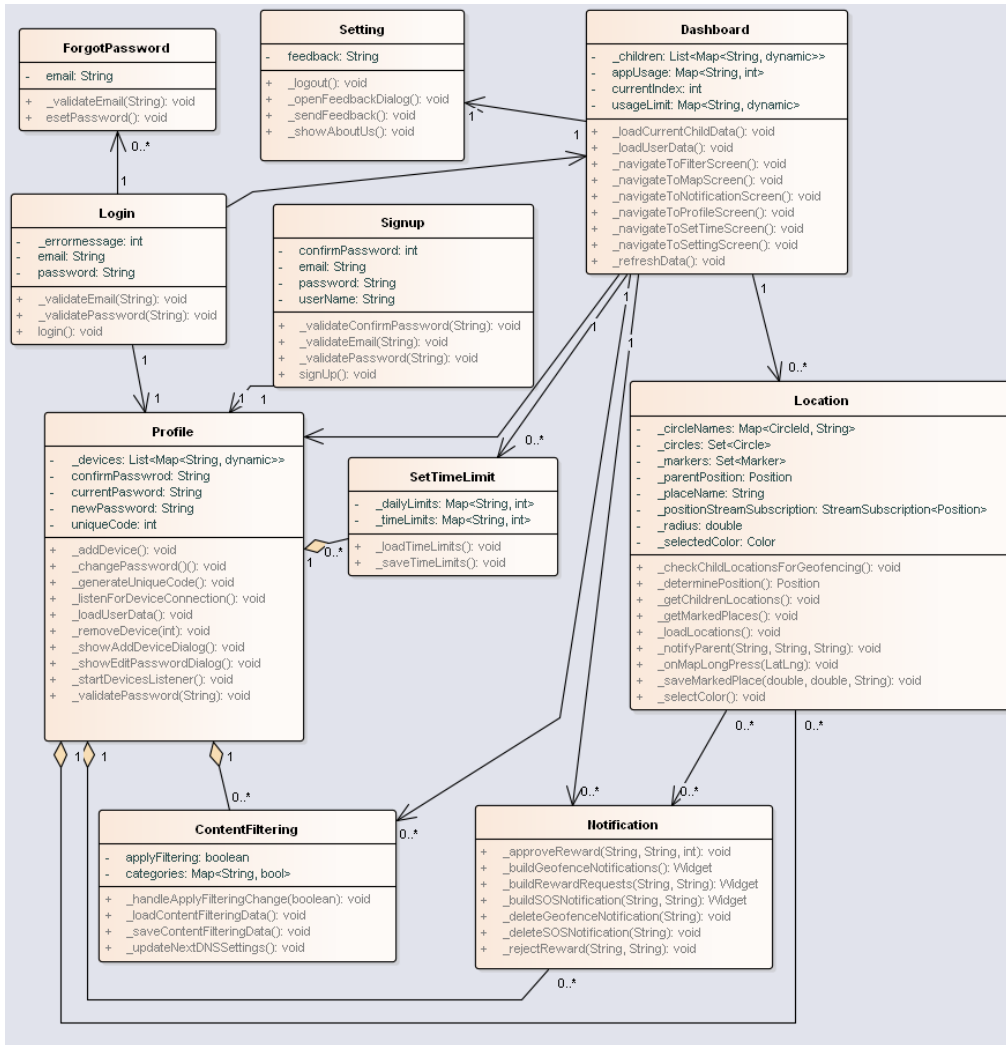 ForgotPassword
- email: String
+ _validateEmail(String): void
+ esetPassword(): void
Setting
- feedback: String
+ _logout(): void
+ _openFeedbackDialog(): void
+ _sendFeedback(): void
+ _showAboutUs(): void
Dashboard
- _children: List<Map<String, dynamic>>
- appUsage: Map<String, int>
- currentIndex: int
- usageLimit: Map<String, dynamic>
+ _loadCurrentChildData(): void
+ _loadUserData(): void
+ _navigateToFilterScreen(): void
+ _navigateToMapScreen(): void
+ _navigateToNotificationScreen(): void
+ _navigateToProfileScreen(): void
+ _navigateToSetTimeScreen(): void
+ _navigateToSettingScreen(): void
+ _refreshData(): void
1
1
0..*
1
Login
- _errormessage: int
- email: String
- password: String
+ _validateEmail(String): void
+ _validatePassword(String): void
+ login(): void
Signup
- confirmPassword: int
- email: String
- password: String
- userName: String
+ _validateConfirmPassword(String): void
+ _validateEmail(String): void
+ _validatePassword(String): void
+ signUp(): void
1
1
1
1
0..*
1
1
1
1
1
Profile
- _devices: List<Map<String, dynamic>>
- confirmPasswrod: String
- currentPasword: String
- newPassword: String
- uniqueCode: int
+ _addDevice(): void
+ _changePassword()(): void
+ _generateUniqueCode(): void
+ _listenForDeviceConnection(): void
+ _loadUserData(): void
+ _removeDevice(int): void
+ _showAddDeviceDialog(): void
+ _showEditPasswordDialog(): void
+ _startDevicesListener(): void
+ _validatePassword(String): void
0..*
SetTimeLimit
- _dailyLimits: Map<String, int>
- _timeLimits: Map<String, int>
+ _loadTimeLimits(): void
+ _saveTimeLimits(): void
0..*
1
Location
- _circleNames: Map<CircleId, String>
- _circles: Set<Circle>
- _markers: Set<Marker>
- _parentPosition: Position
- _placeName: String
- _positionStreamSubscription: StreamSubscription<Position>
- _radius: double
- _selectedColor: Color
+ _checkChildLocationsForGeofencing(): void
+ _determinePosition(): Position
+ _getChildrenLocations(): void
+ _getMarkedPlaces(): void
+ _loadLocations(): void
+ _notifyParent(String, String, String): void
+ _onMapLongPress(LatLng): void
+ _saveMarkedPlace(double, double, String): void
+ _selectColor(): void
0..*
0..*
1
1
1
0..*
0..*
0..*
0..*
ContentFiltering
- applyFiltering: boolean
- categories: Map<String, bool>
+ _handleApplyFilteringChange(boolean): void
+ _loadContentFilteringData(): void
+ _saveContentFilteringData(): void
+ _updateNextDNSSettings(): void
Notification
+ _approveReward(String, String, int): void
+ _buildGeofenceNotifications(): Widget
+ _buildRewardRequests(String, String): Widget
+ _buildSOSNotification(String, String): Widget
+ _deleteGeofenceNotification(String): void
+ _deleteSOSNotification(String): void
+ _rejectReward(String, String): void
0..*